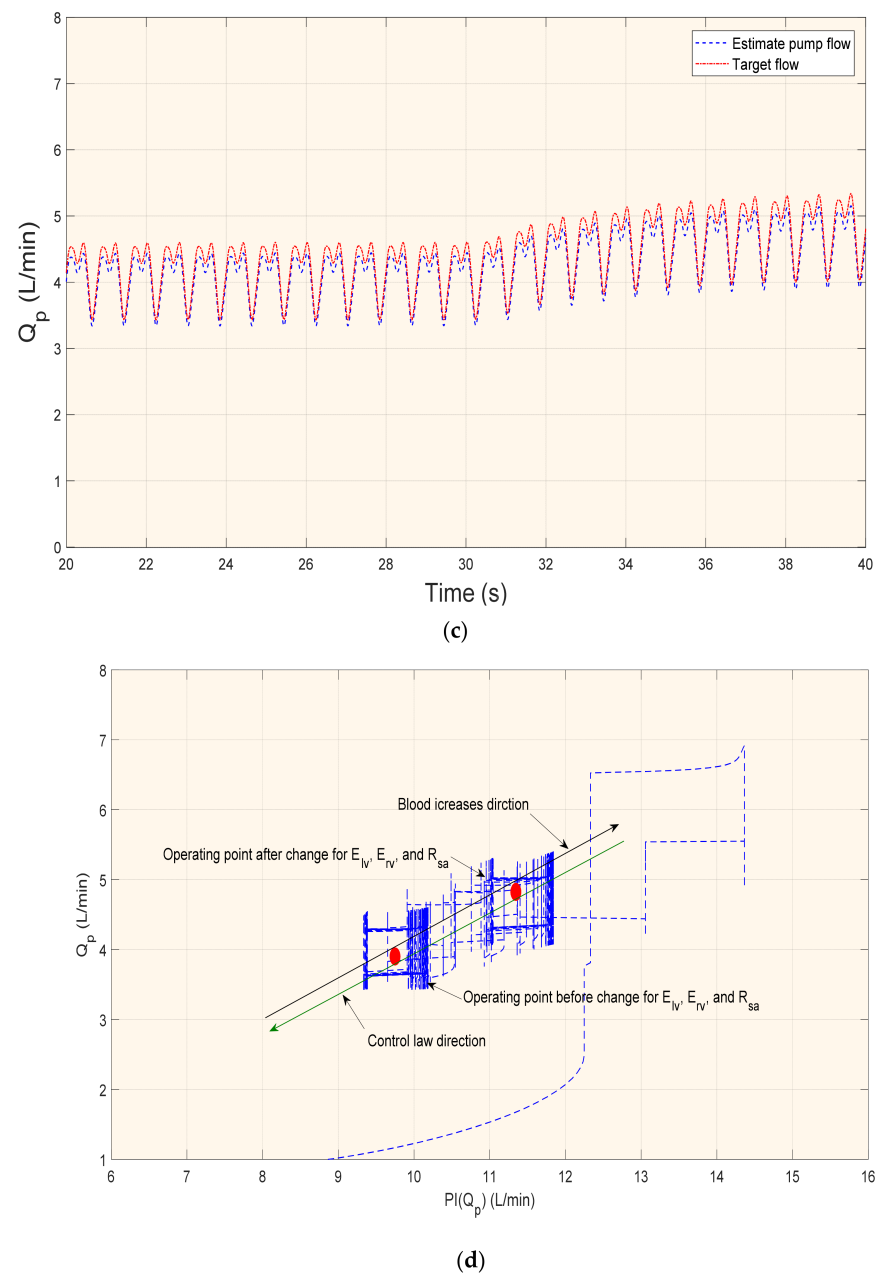 (c)
8
7
6
5
4
3
2
1
0
Q_p (L/min)
Estimate pump flow
Target flow
20 22 24 26 28 30 32 34 36 38 40
Time (s)
(c)
8
7
6
5
4
3
2
1
Q_p (L/min)
Blood icreases dirction
Operating point after change for E_lv, E_rv, and R_sa
Operating point before change for E_lv, E_rv, and R_sa
Control law direction
6 7 8 9 10 11 12 13 14 15 16
PI(Q_p) (L/min)
(d)